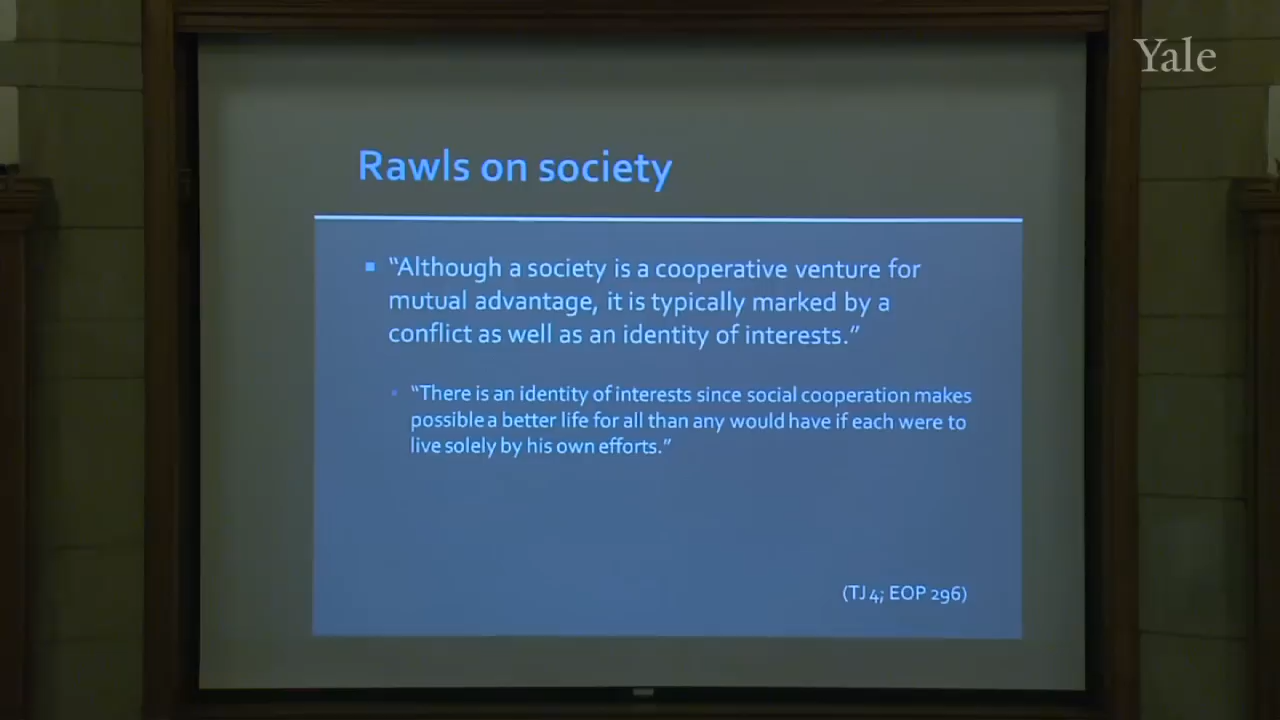 Yale
Rawls on society
“Although a society is a cooperative venture for
mutual advantage, it is typically marked by a
conflict as well as an identity of interests.”
“There is an identity of interests since social cooperation makes
possible a better life for all than any would have if each were to
live solely by his own efforts.”
(TJ 4; EOP 296)